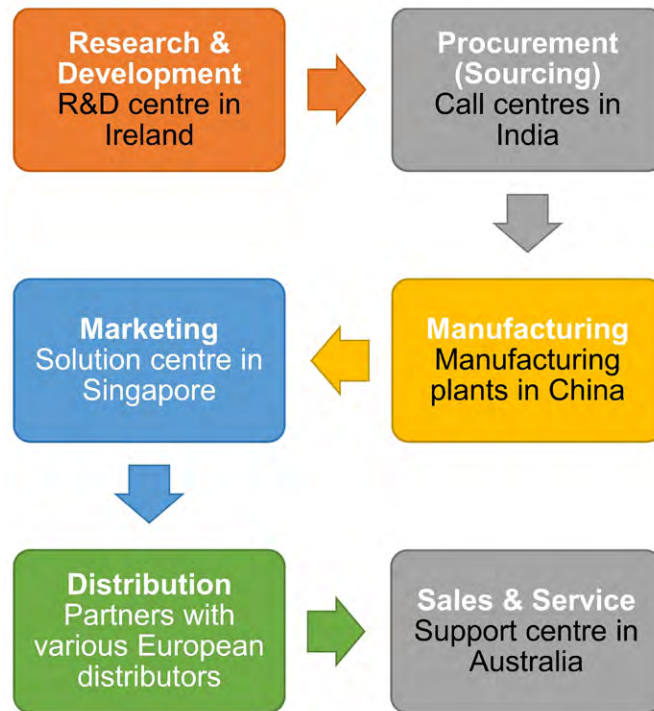 Research &
Development
R&D centre in
Ireland
Procurement
(Sourcing)
Call centres in
India
Manufacturing
Manufacturing
plants in China
Marketing
Solution centre in
Singapore
Distribution
Partners with
various European
distributors
Sales & Service
Support centre in
Australia